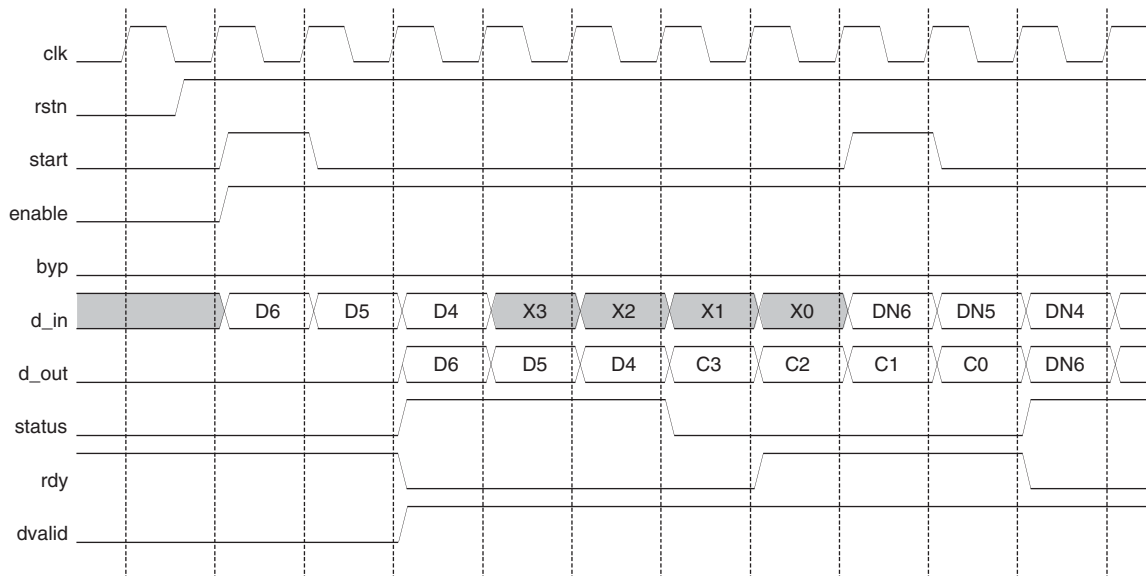 clk
rstn
start
enable
byp
d_in D6 D5 D4 X3 X2 X1 X0 DN6 DN5 DN4
d_out D6 D5 D4 C3 C2 C1 C0 DN6
status
rdy
dvalid